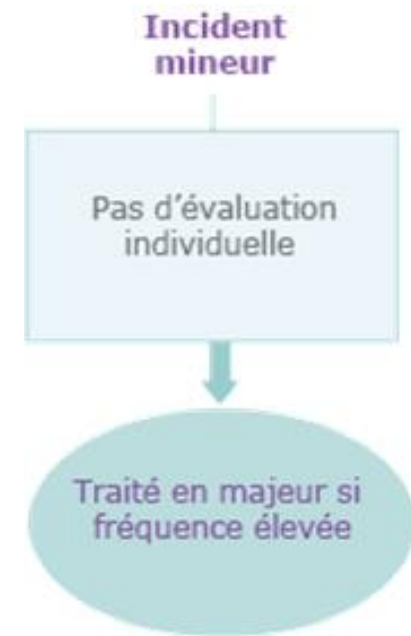 Incident
mineur
Pas d'évaluation
individuelle
Traité en majeur si
fréquence élevée